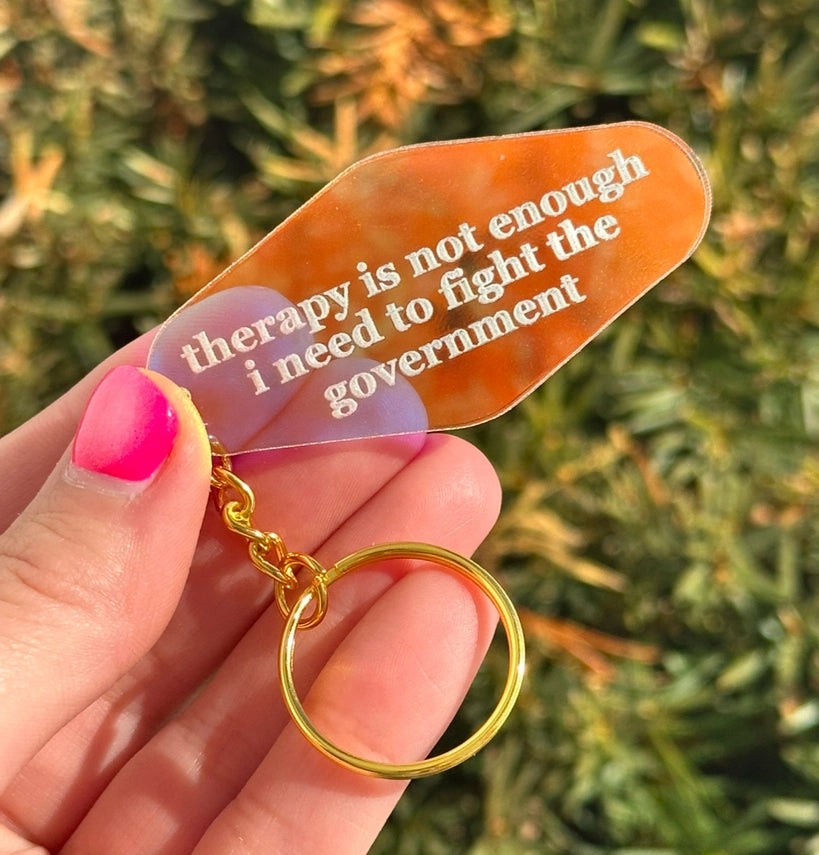 therapy is not enough
i need to fight the
government